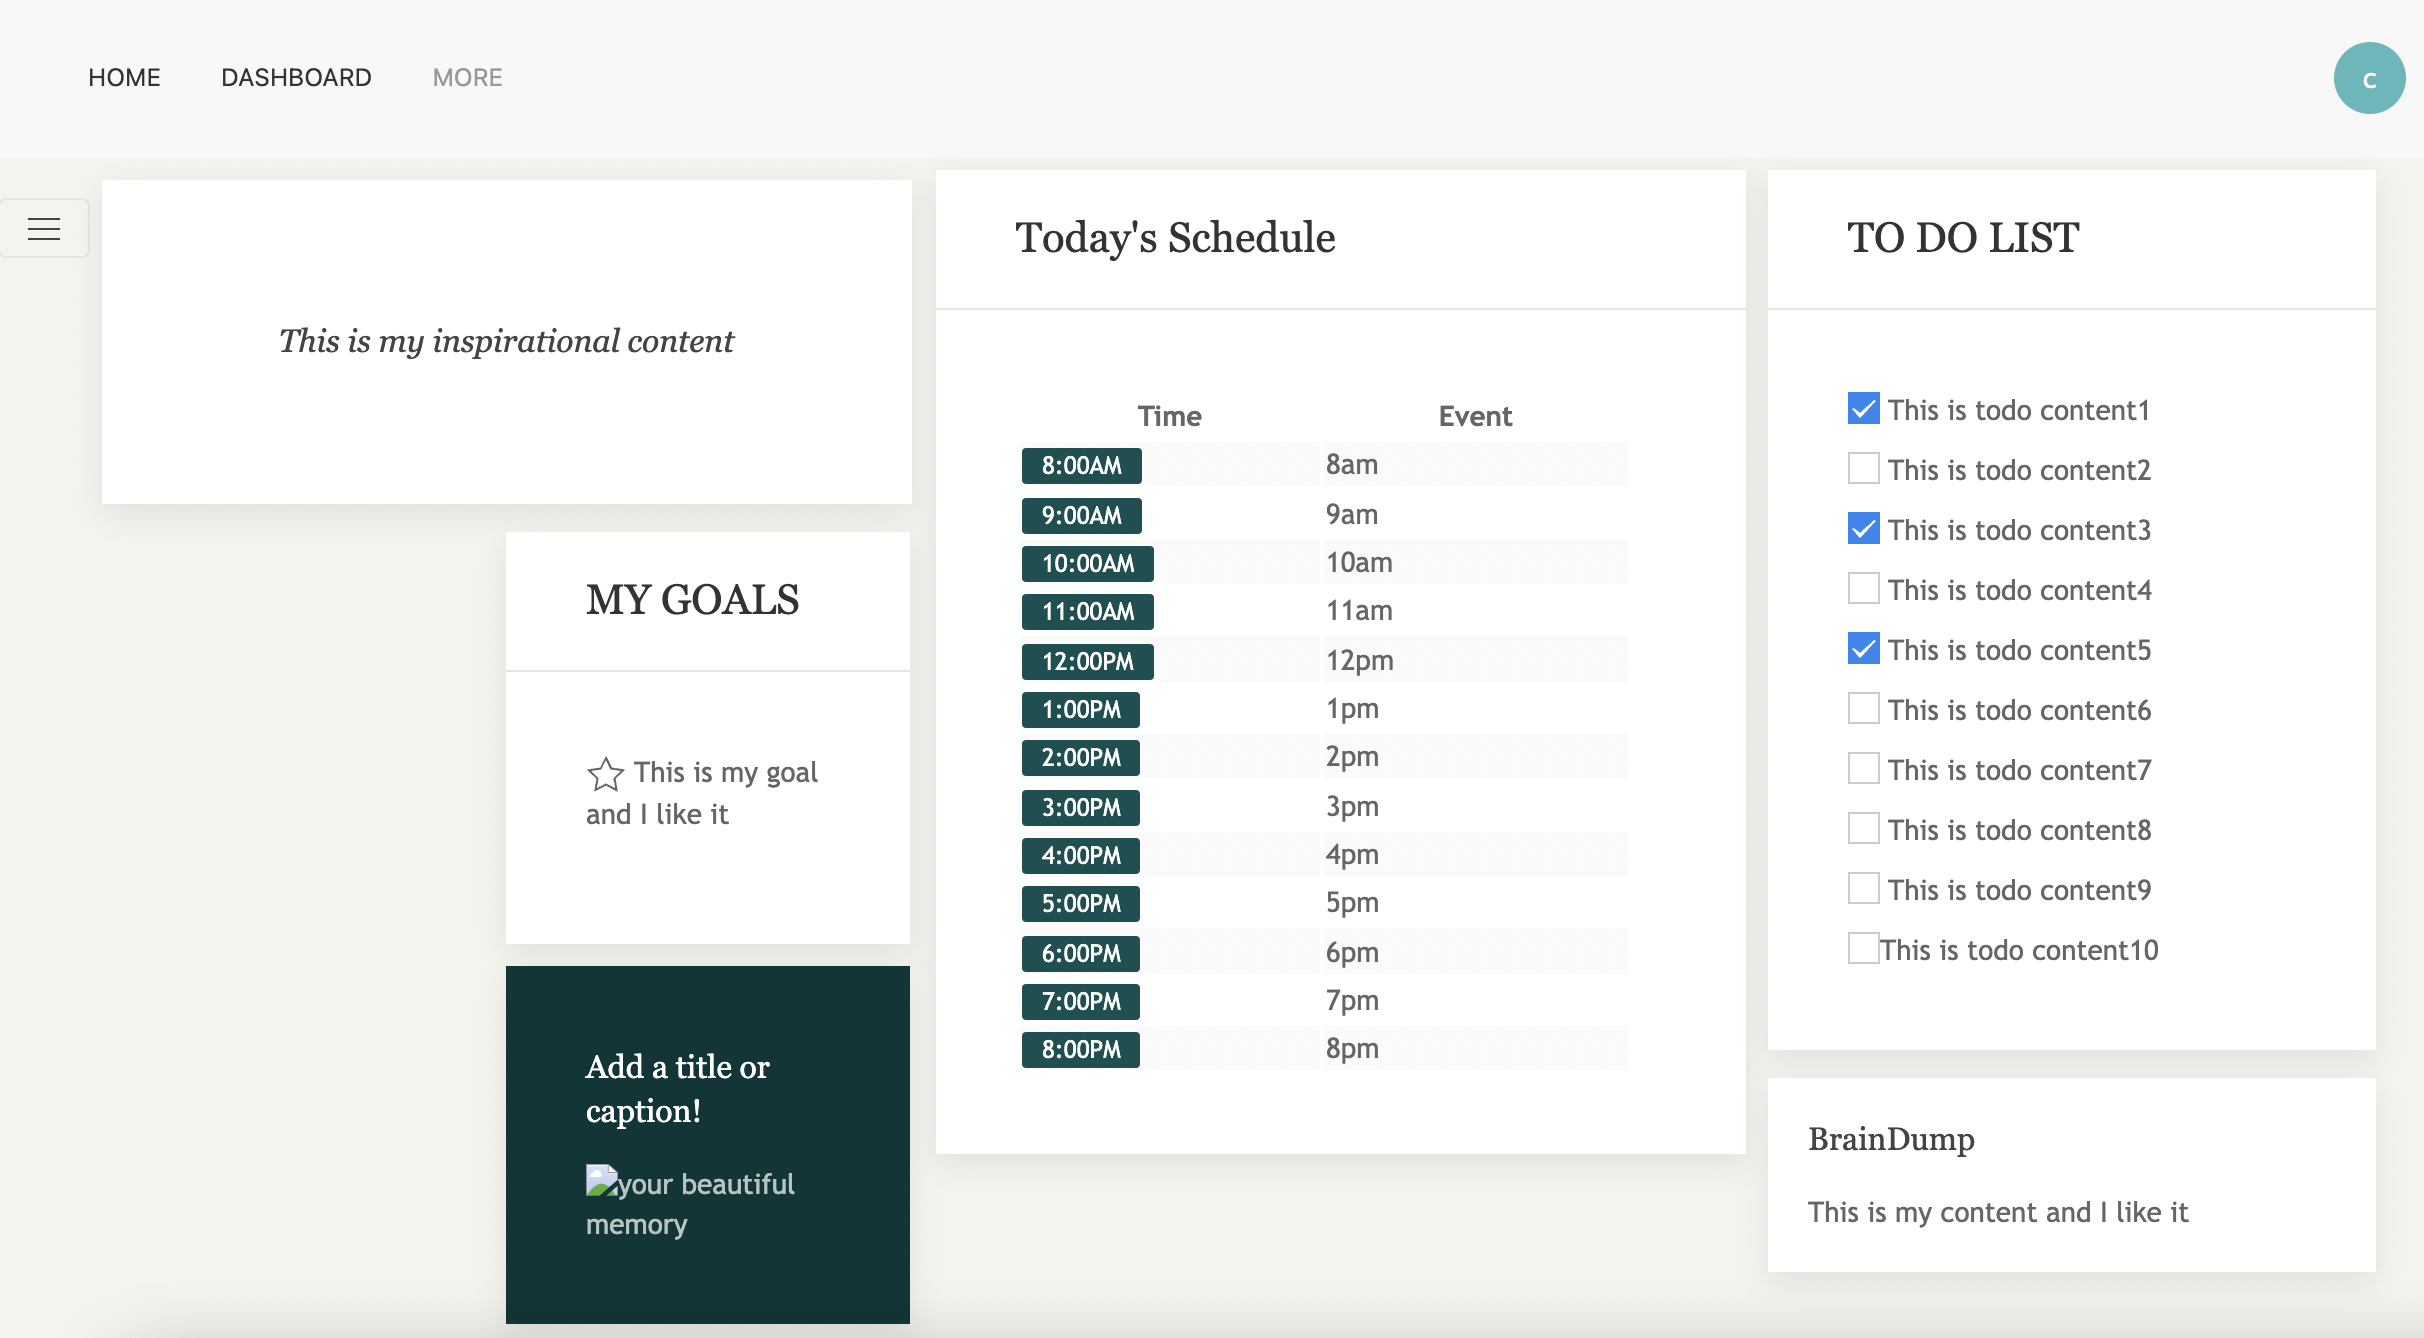 HOME
DASHBOARD
MORE
c
This is my inspirational content
MY GOALS
This is my goal
and I like it
Add a title or
caption!
your beautiful
memory
Today's Schedule
Time Event
8:00AM 8am
9:00AM 9am
10:00AM 10am
11:00AM 11am
12:00PM 12pm
1:00PM 1pm
2:00PM 2pm
3:00PM 3pm
4:00PM 4pm
5:00PM 5pm
6:00PM 6pm
7:00PM 7pm
8:00PM 8pm
TO DO LIST
This is todo content1
This is todo content2
This is todo content3
This is todo content4
This is todo content5
This is todo content6
This is todo content7
This is todo content8
This is todo content9
This is todo content10
BrainDump
This is my content and I like it